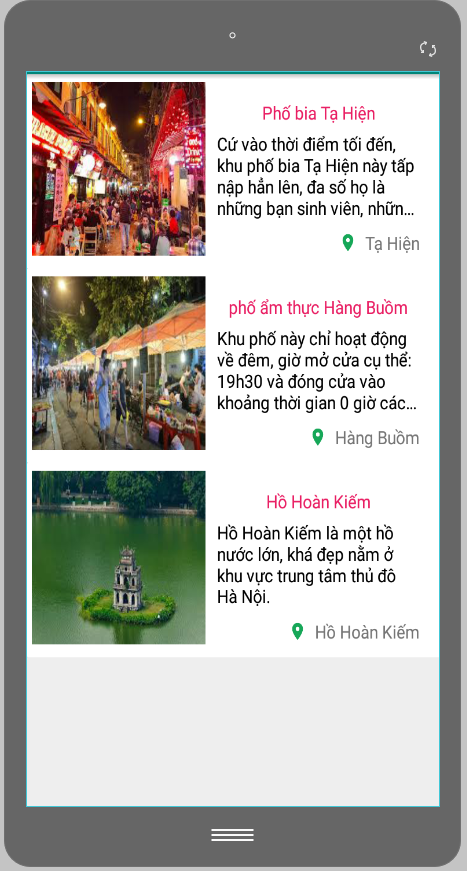 Phố bia Tạ Hiện
Cứ vào thời điểm tối đến,
khu phố bia Tạ Hiện này tấp
nập hẳn lên, đa số họ là
những bạn sinh viên, nhữn...
Tạ Hiện
phố ẩm thực Hàng Buồm
Khu phố này chỉ hoạt động
về đêm, giờ mở cửa cụ thể:
19h30 và đóng cửa vào
khoảng thời gian 0 giờ các...
Hàng Buồm
Hồ Hoàn Kiếm
Hồ Hoàn Kiếm là một hồ
nước lớn, khá đẹp nằm ở
khu vực trung tâm thủ đô
Hà Nội.
Hồ Hoàn Kiếm